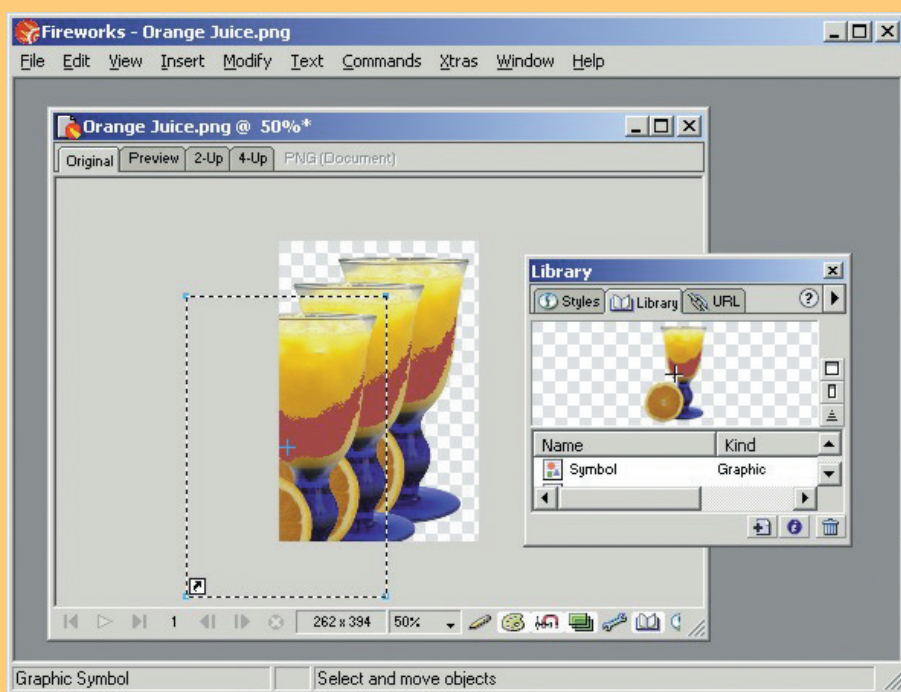 Fireworks - Orange Juice.png
File Edit View Insert Modify Text Commands Xtras Window Help
Orange Juice.png @ 50%*
Original Preview 2-Up 4-Up PNG (Document)
Library
Styles Library URL ?
Name Kind
Symbol Graphic
1 262 x 394 50%
Graphic Symbol Select and move objects